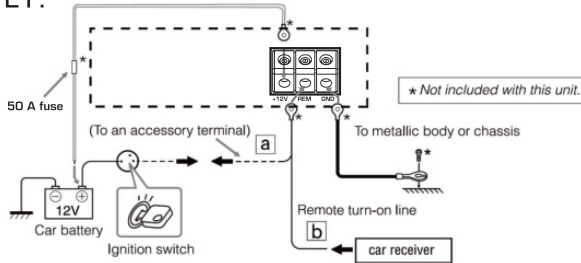 50 A fuse
*
*
+12V REM GND
* Not included with this unit.
*
*
(To an accessory terminal)
a
To metallic body or chassis
*
12V
Car battery
Ignition switch
Remote turn-on line
b
car receiver